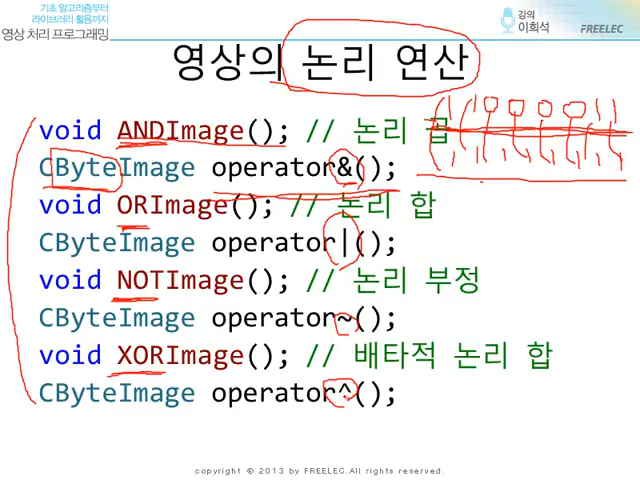 기초 알고리즘부터
라이브러리 활용까지
영상 처리 프로그래밍
강의
이희석
FREELEC
영상의 논리 연산
void ANDImage(); // 논리 곱
CByteImage operator&();
void ORImage(); // 논리 합
CByteImage operator|();
void NOTImage(); // 논리 부정
CByteImage operator~();
void XORImage(); // 배타적 논리 합
CByteImage operator^();
copyright ⓒ 2013 by FREELEC.All rights reserved.